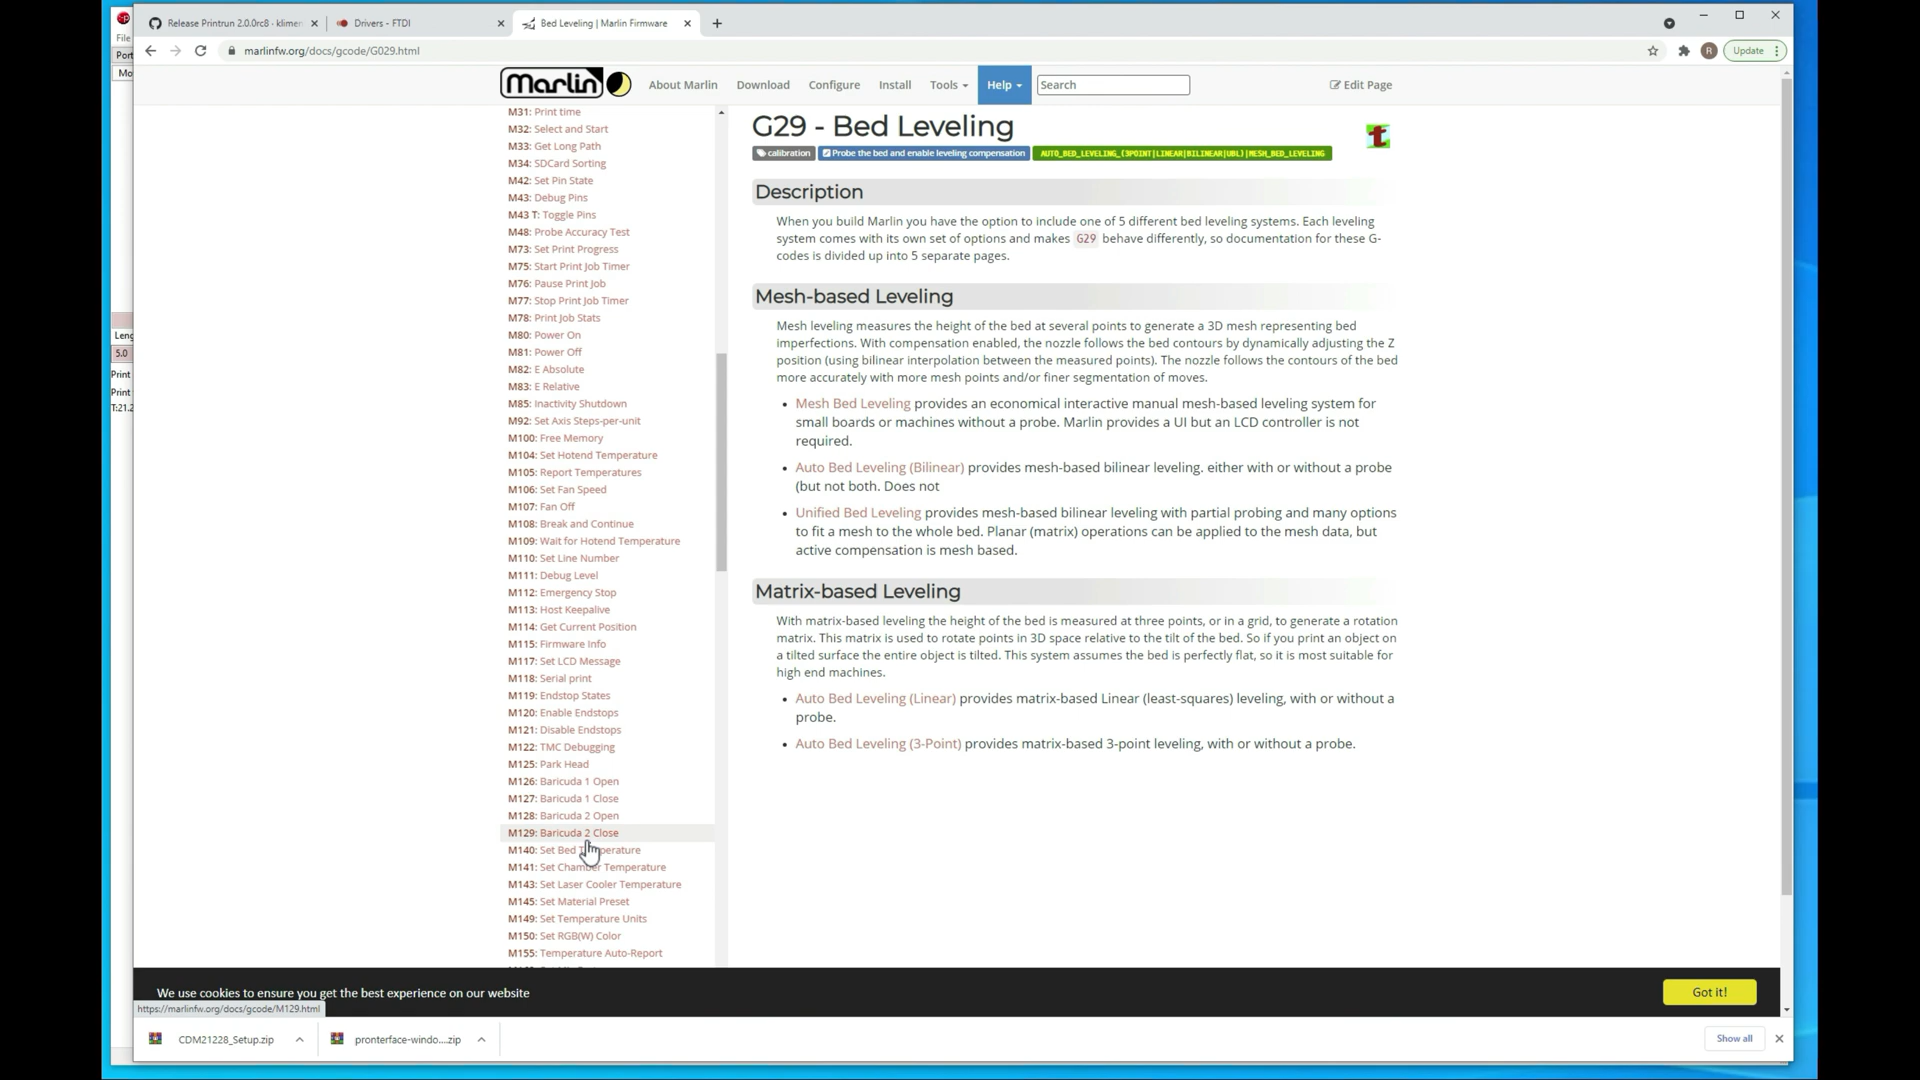 Release Printrun 2.0.0rc8 · klimen
Drivers - FTDI
Bed Leveling | Marlin Firmware
marlinfw.org/docs/gcode/G029.html
R
Update
File
Port
Mo
Leng
5.0
Print
Print
T:21.2
Marlin
About Marlin
Download
Configure
Install
Tools
Help
Search
Edit Page
M31: Print time
M32: Select and Start
M33: Get Long Path
M34: SDCard Sorting
M42: Set Pin State
M43: Debug Pins
M43 T: Toggle Pins
M48: Probe Accuracy Test
M73: Set Print Progress
M75: Start Print Job Timer
M76: Pause Print Job
M77: Stop Print Job Timer
M78: Print Job Stats
M80: Power On
M81: Power Off
M82: E Absolute
M83: E Relative
M85: Inactivity Shutdown
M92: Set Axis Steps-per-unit
M100: Free Memory
M104: Set Hotend Temperature
M105: Report Temperatures
M106: Set Fan Speed
M107: Fan Off
M108: Break and Continue
M109: Wait for Hotend Temperature
M110: Set Line Number
M111: Debug Level
M112: Emergency Stop
M113: Host Keepalive
M114: Get Current Position
M115: Firmware Info
M117: Set LCD Message
M118: Serial print
M119: Endstop States
M120: Enable Endstops
M121: Disable Endstops
M122: TMC Debugging
M125: Park Head
M126: Baricuda 1 Open
M127: Baricuda 1 Close
M128: Baricuda 2 Open
M129: Baricuda 2 Close
M140: Set Bed Temperature
M141: Set Chamber Temperature
M143: Set Laser Cooler Temperature
M145: Set Material Preset
M149: Set Temperature Units
M150: Set RGB(W) Color
M155: Temperature Auto-Report
G29 - Bed Leveling
t
calibration
Probe the bed and enable leveling compensation
AUTO_BED_LEVELING_(3POINT|LINEAR|BILINEAR|UBL)|MESH_BED_LEVELING
Description
When you build Marlin you have the option to include one of 5 different bed leveling systems. Each leveling
system comes with its own set of options and makes G29 behave differently, so documentation for these G-
codes is divided up into 5 separate pages.
Mesh-based Leveling
Mesh leveling measures the height of the bed at several points to generate a 3D mesh representing bed
imperfections. With compensation enabled, the nozzle follows the bed contours by dynamically adjusting the Z
position (using bilinear interpolation between the measured points). The nozzle follows the contours of the bed
more accurately with more mesh points and/or finer segmentation of moves.
• Mesh Bed Leveling provides an economical interactive manual mesh-based leveling system for
small boards or machines without a probe. Marlin provides a UI but an LCD controller is not
required.
• Auto Bed Leveling (Bilinear) provides mesh-based bilinear leveling. either with or without a probe
(but not both. Does not
• Unified Bed Leveling provides mesh-based bilinear leveling with partial probing and many options
to fit a mesh to the whole bed. Planar (matrix) operations can be applied to the mesh data, but
active compensation is mesh based.
Matrix-based Leveling
With matrix-based leveling the height of the bed is measured at three points, or in a grid, to generate a rotation
matrix. This matrix is used to rotate points in 3D space relative to the tilt of the bed. So if you print an object on
a tilted surface the entire object is tilted. This system assumes the bed is perfectly flat, so it is most suitable for
high end machines.
• Auto Bed Leveling (Linear) provides matrix-based Linear (least-squares) leveling, with or without a
probe.
• Auto Bed Leveling (3-Point) provides matrix-based 3-point leveling, with or without a probe.
We use cookies to ensure you get the best experience on our website
Got it!
https://marlinfw.org/docs/gcode/M129.html
CDM21228_Setup.zip
pronterface-windo....zip
Show all